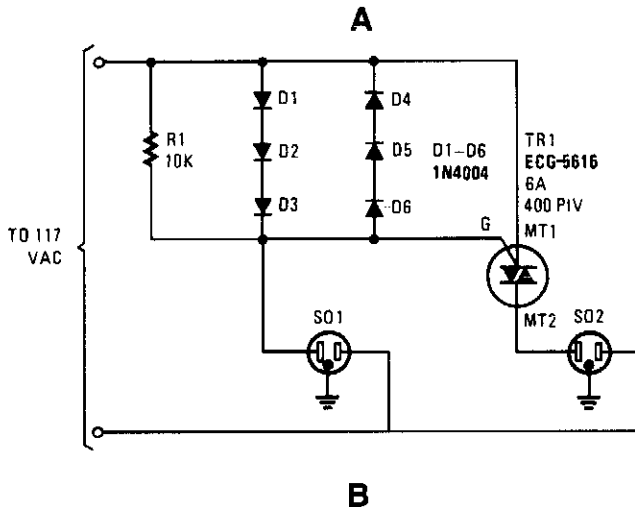 A
D1
D4
R1
10K
D2
D5
D1–D6
1N4004
TR1
ECG-5616
6A
400 PIV
D3
D6
G
MT1
TO 117
VAC
MT2
SO1
SO2
B